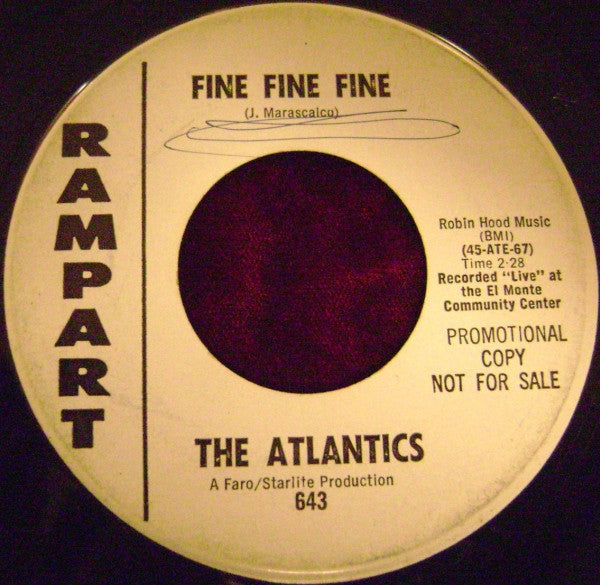 RAMPART
FINE FINE FINE
(J. Marascalco)
Robin Hood Music
(BMI)
(45-ATE-67)
Time 2-28
Recorded "Live" at
the El Monte
Community Center
PROMOTIONAL
COPY
NOT FOR SALE
THE ATLANTICS
A Faro/Starlite Production
643